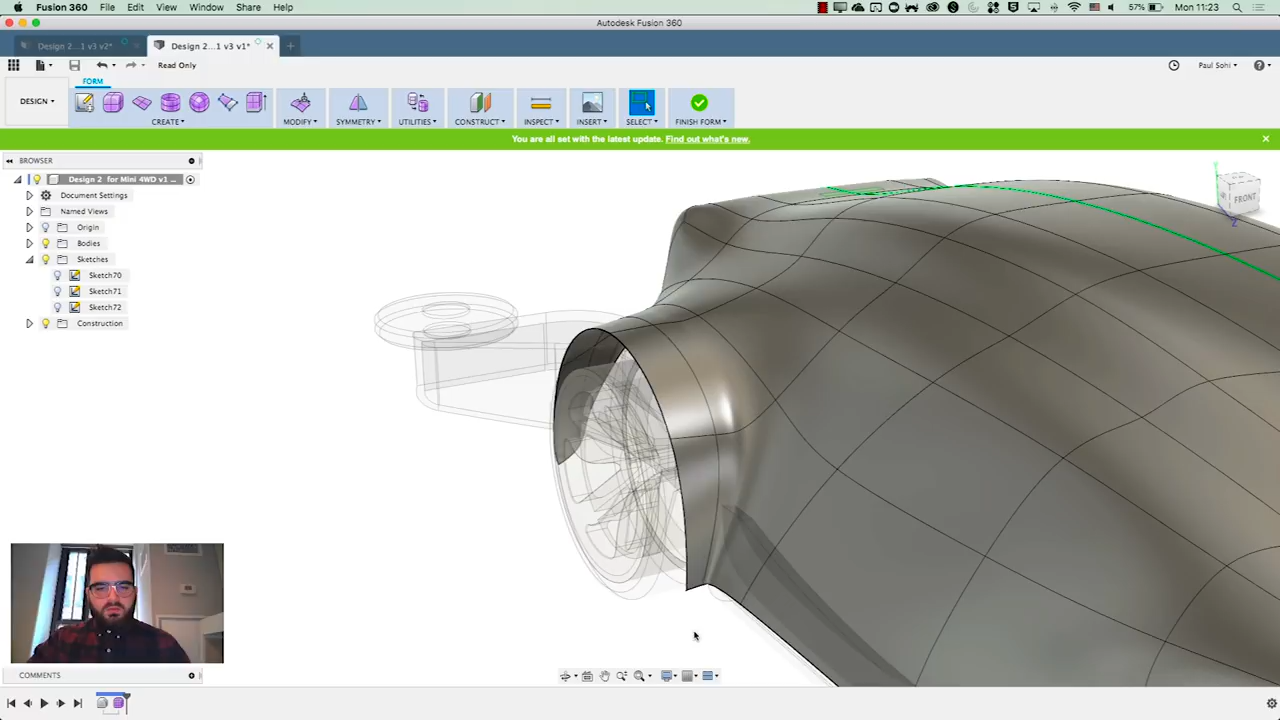 Fusion 360 File Edit View Window Share Help 57% Mon 11:23
Autodesk Fusion 360
Design 2...1 v3 v2* Design 2...1 v3 v1*
Read Only Paul Sohi
FORM
DESIGN
CREATE MODIFY SYMMETRY UTILITIES CONSTRUCT INSPECT INSERT SELECT FINISH FORM
You are all set with the latest update. Find out what's new.
BROWSER
Design 2 for Mini 4WD v1 ...
Document Settings
Named Views
Origin
Bodies
Sketches
Sketch70
Sketch71
Sketch72
Construction
FRONT
Z
COMMENTS